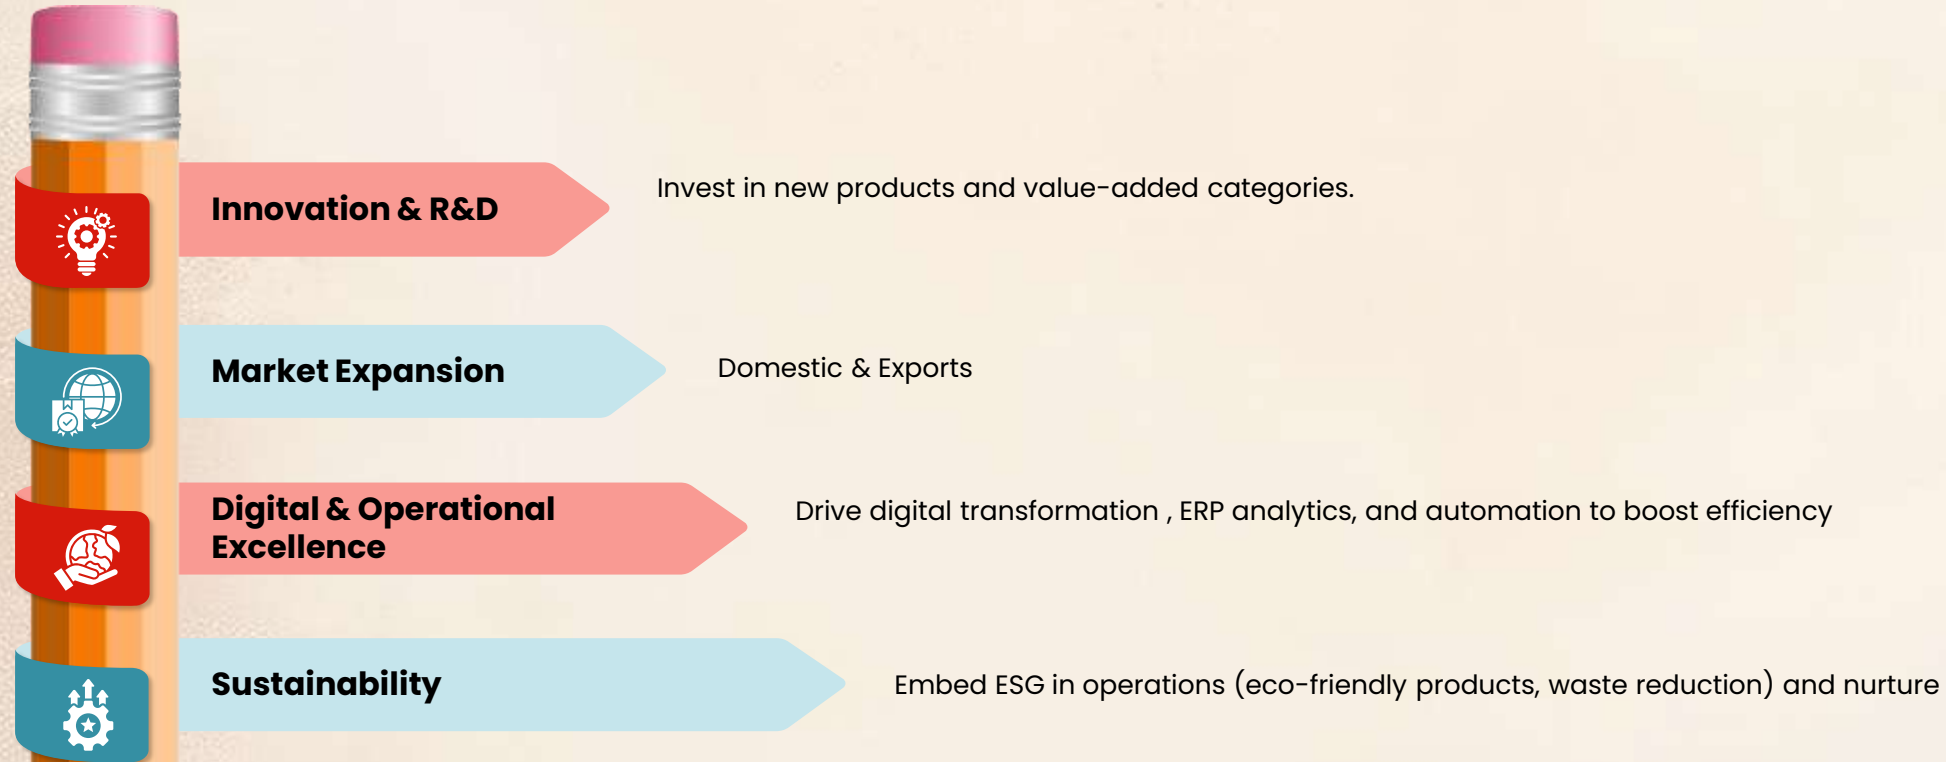 Innovation & R&D
Invest in new products and value-added categories.
Market Expansion
Domestic & Exports
Digital & Operational
Excellence
Drive digital transformation , ERP analytics, and automation to boost efficiency
Sustainability
Embed ESG in operations (eco-friendly products, waste reduction) and nurture